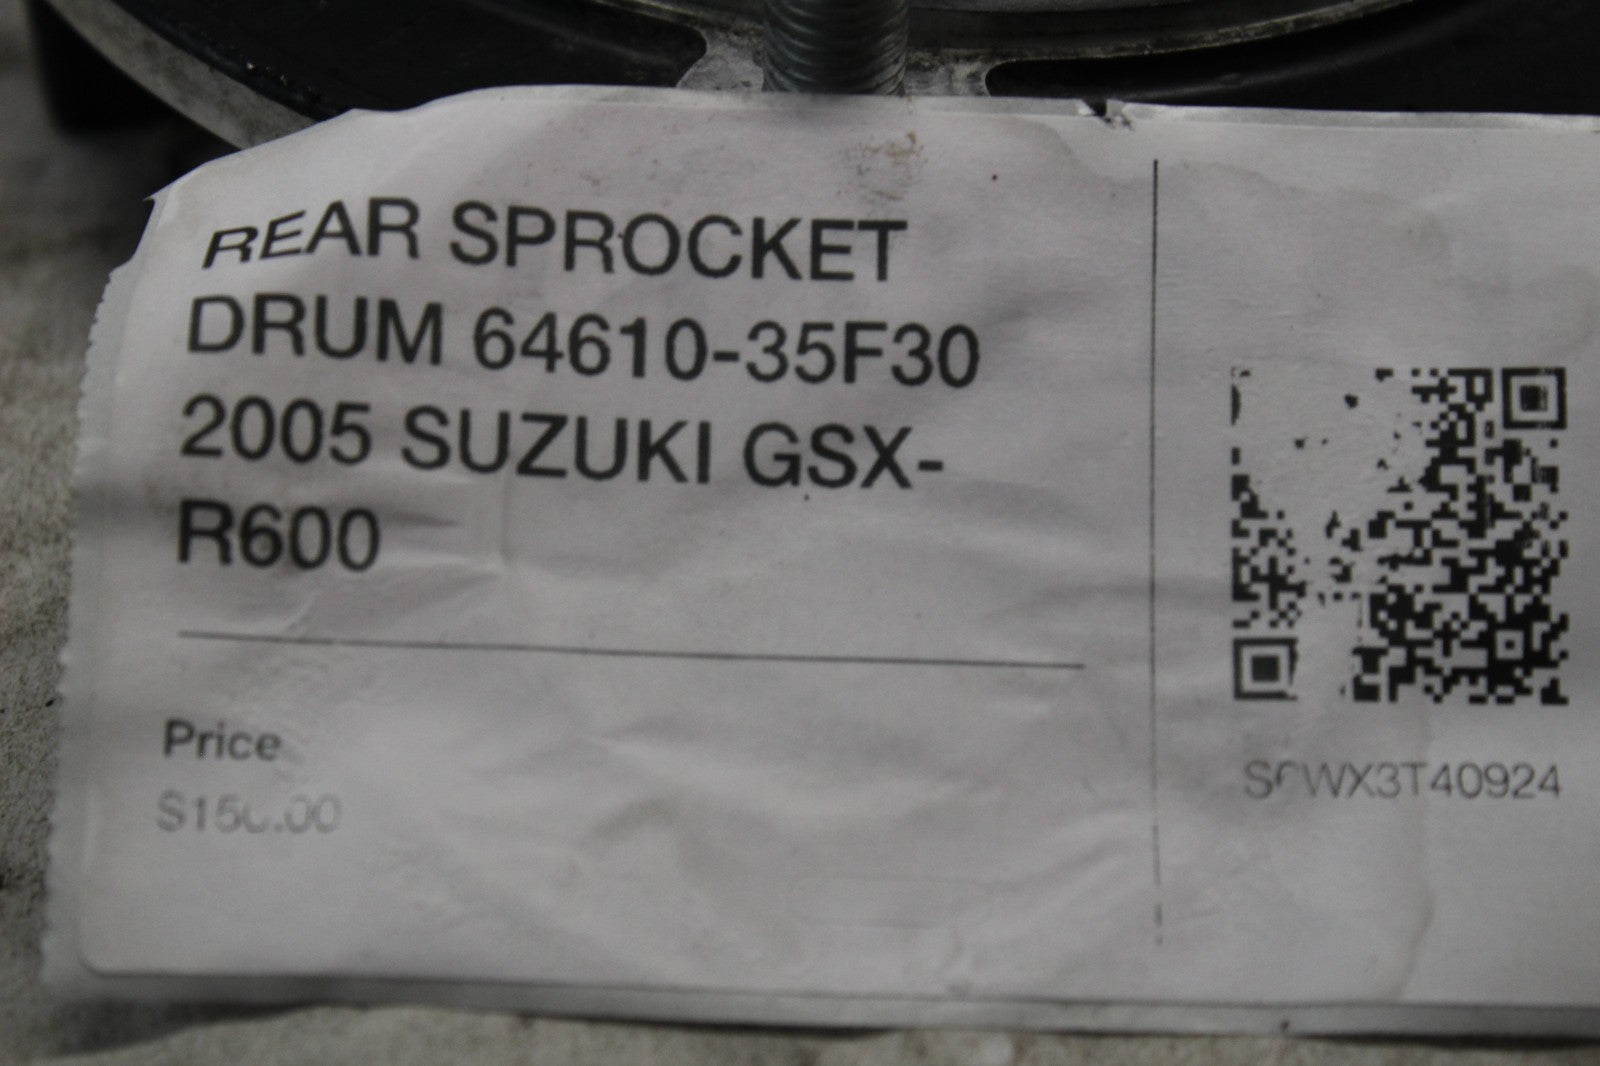 REAR SPROCKET
DRUM 64610-35F30
2005 SUZUKI GSX-
R600
Price